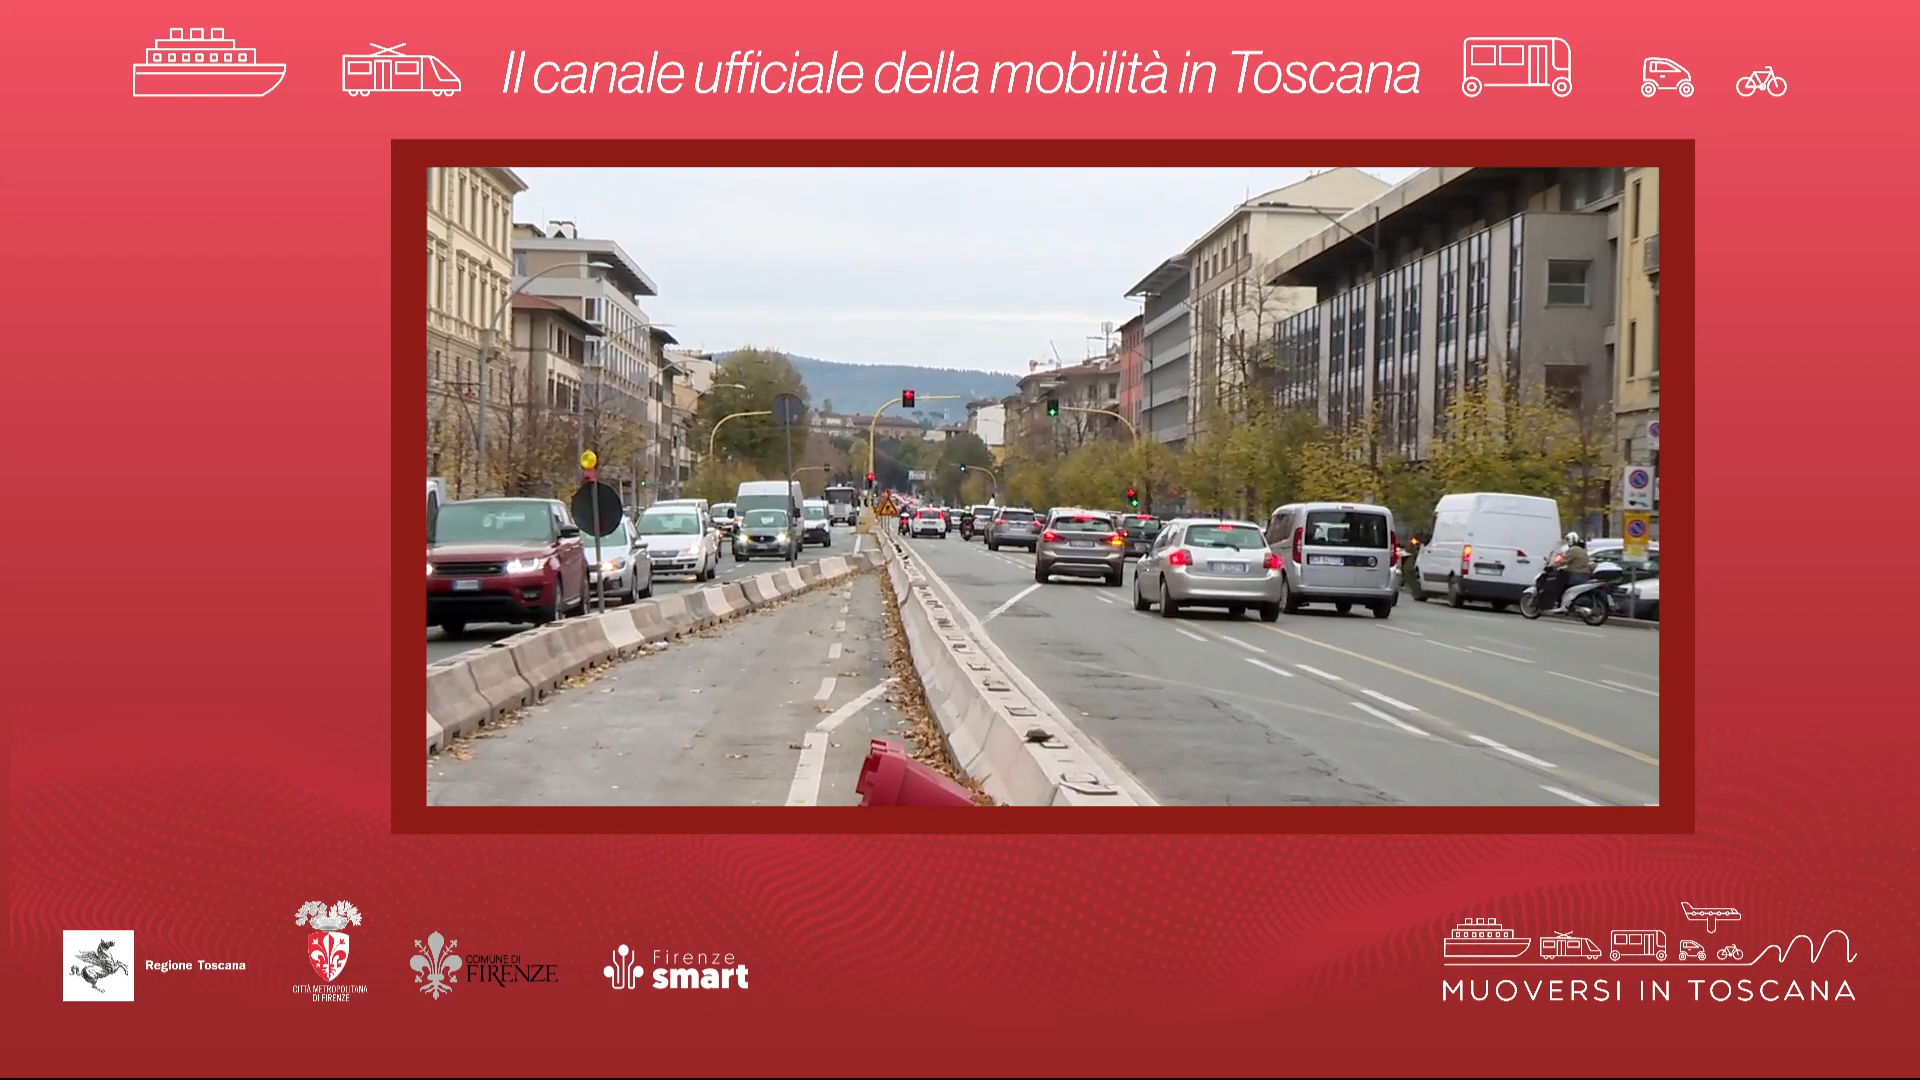 Il canale ufficiale della mobilità in Toscana
Regione Toscana
CITTÀ METROPOLITANA
DI FIRENZE
COMUNE DI
FIRENZE
Firenze
smart
MUOVERSI IN TOSCANA